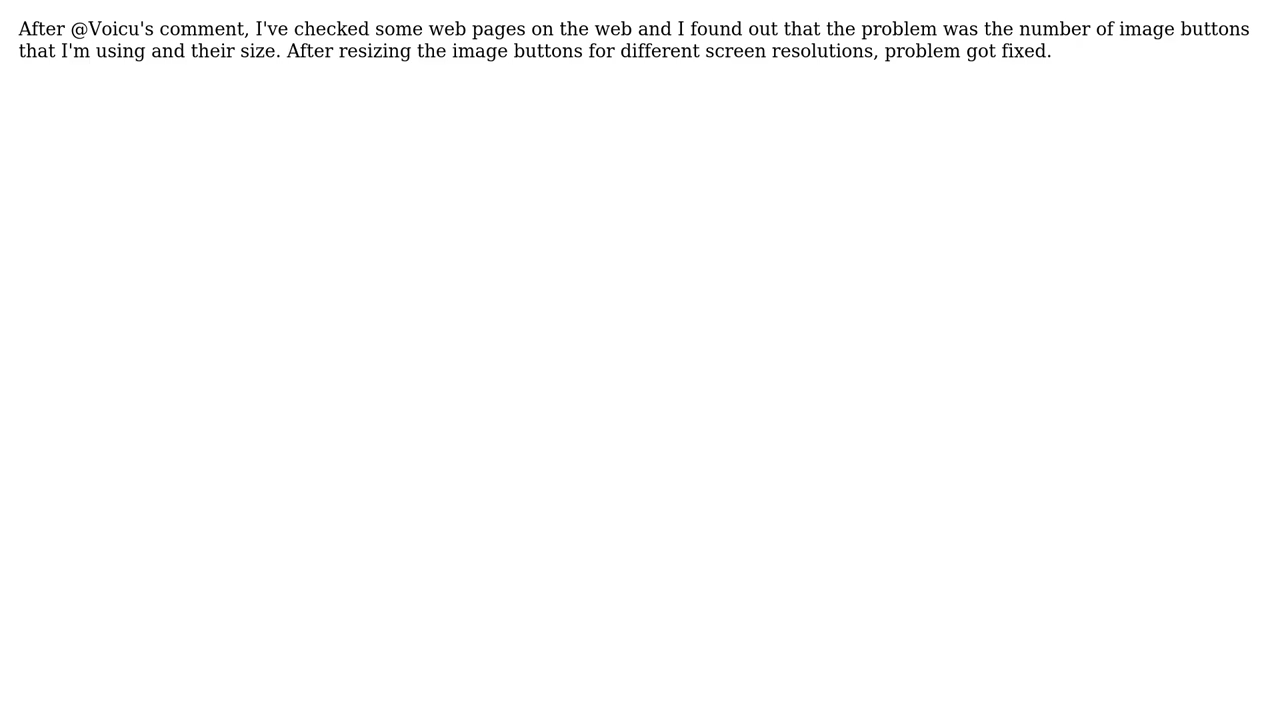 After @Voicu's comment, I've checked some web pages on the web and I found out that the problem was the number of image buttons
that I'm using and their size. After resizing the image buttons for different screen resolutions, problem got fixed.